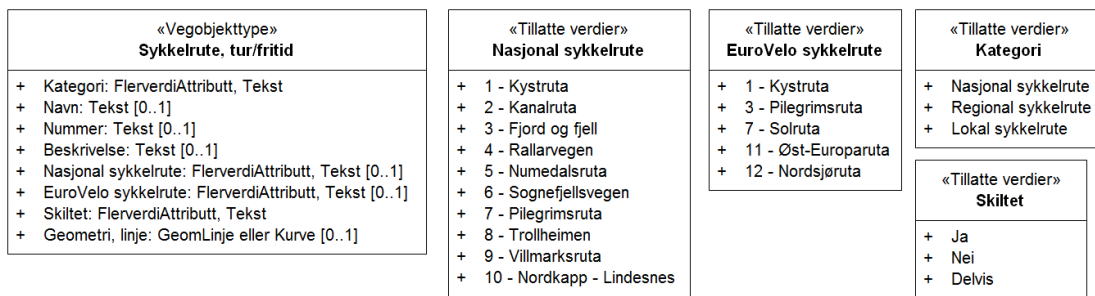 «Vegobjekttype»
Sykkelrute, tur/fritid
+ Kategori: FlerverdiAttributt, Tekst
+ Navn: Tekst [0..1]
+ Nummer: Tekst [0..1]
+ Beskrivelse: Tekst [0..1]
+ Nasjonal sykkelrute: FlerverdiAttributt, Tekst [0..1]
+ EuroVelo sykkelrute: FlerverdiAttributt, Tekst [0..1]
+ Skiltet: FlerverdiAttributt, Tekst
+ Geometri, linje: GeomLinje eller Kurve [0..1]
«Tillatte verdier»
Nasjonal sykkelrute
+ 1 - Kystruta
+ 2 - Kanalruta
+ 3 - Fjord og fjell
+ 4 - Rallarvegen
+ 5 - Numedalsruta
+ 6 - Sognefjellsvegen
+ 7 - Pilegrimsruta
+ 8 - Trollheimen
+ 9 - Villmarksruta
+ 10 - Nordkapp - Lindesnes
«Tillatte verdier»
EuroVelo sykkelrute
+ 1 - Kystruta
+ 3 - Pilegrimsruta
+ 7 - Solruta
+ 11 - Øst-Europaruta
+ 12 - Nordsjøruta
«Tillatte verdier»
Kategori
+ Nasjonal sykkelrute
+ Regional sykkelrute
+ Lokal sykkelrute
«Tillatte verdier»
Skiltet
+ Ja
+ Nei
+ Delvis